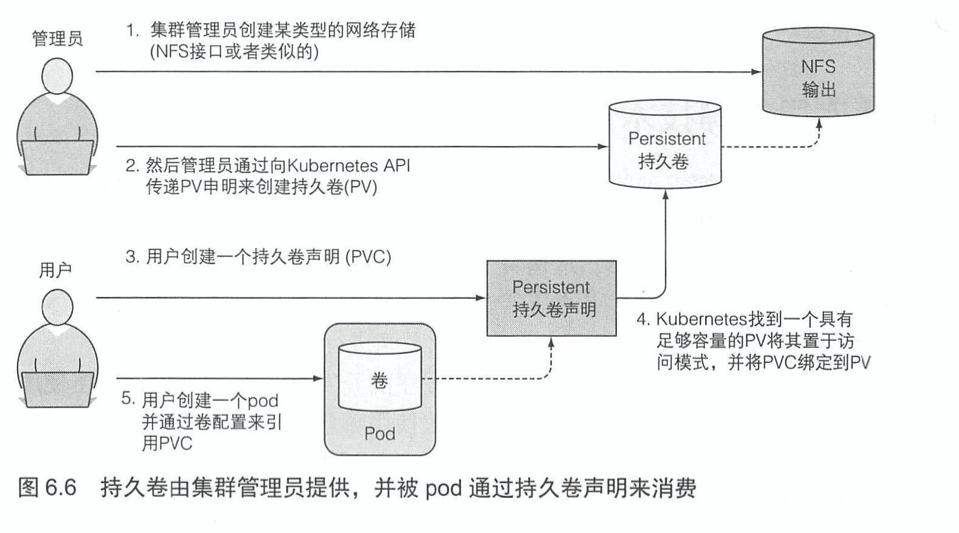 管理员
1. 集群管理员创建某类型的网络存储
(NFS接口或者类似的)
NFS
输出
Persistent
持久卷
2. 然后管理员通过向Kubernetes API
传递PV申明来创建持久卷(PV)
3. 用户创建一个持久卷声明 (PVC)
用户
Persistent
持久卷声明
4. Kubernetes找到一个具有
足够容量的PV将其置于访
问模式，并将PVC绑定到PV
卷
Pod
5. 用户创建一个pod
并通过卷配置来引
用PVC
图 6.6 持久卷由集群管理员提供，并被 pod 通过持久卷声明来消费